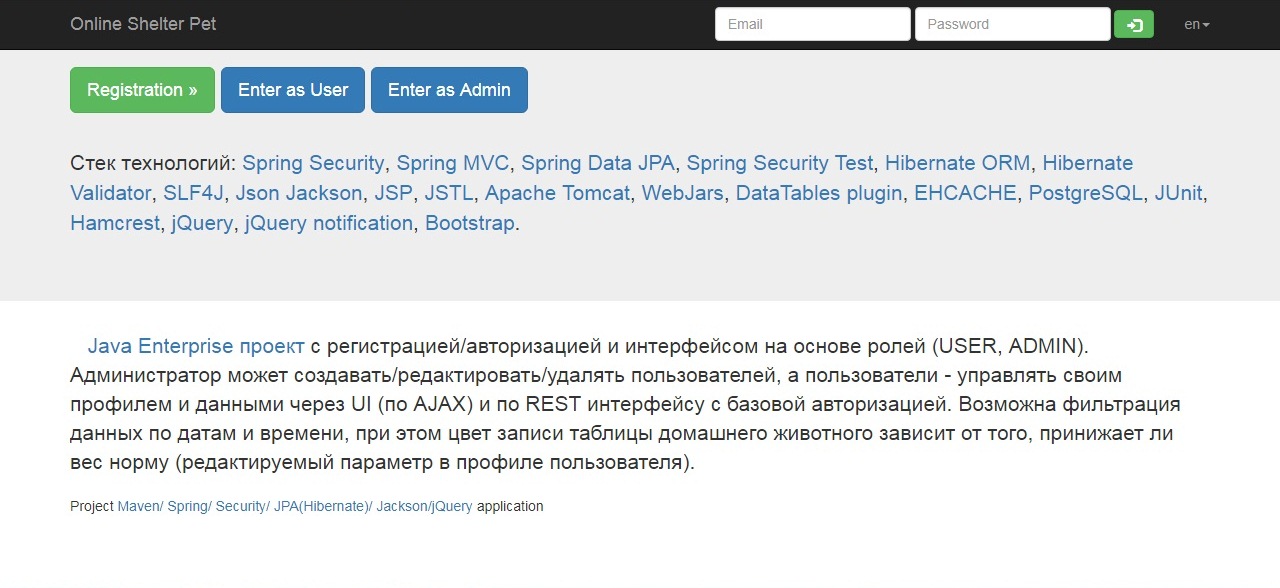 Online Shelter Pet Email Password en
Registration » Enter as User Enter as Admin
Стек технологий: Spring Security, Spring MVC, Spring Data JPA, Spring Security Test, Hibernate ORM, Hibernate
Validator, SLF4J, Json Jackson, JSP, JSTL, Apache Tomcat, WebJars, DataTables plugin, EHCACHE, PostgreSQL, JUnit,
Hamcrest, jQuery, jQuery notification, Bootstrap.
Java Enterprise проект с регистрацией/авторизацией и интерфейсом на основе ролей (USER, ADMIN).
Администратор может создавать/редактировать/удалять пользователей, а пользователи - управлять своим
профилем и данными через UI (по AJAX) и по REST интерфейсу с базовой авторизацией. Возможна фильтрация
данных по датам и времени, при этом цвет записи таблицы домашнего животного зависит от того, принижает ли
вес норму (редактируемый параметр в профиле пользователя).
Project Maven/ Spring/ Security/ JPA(Hibernate)/ Jackson/jQuery application